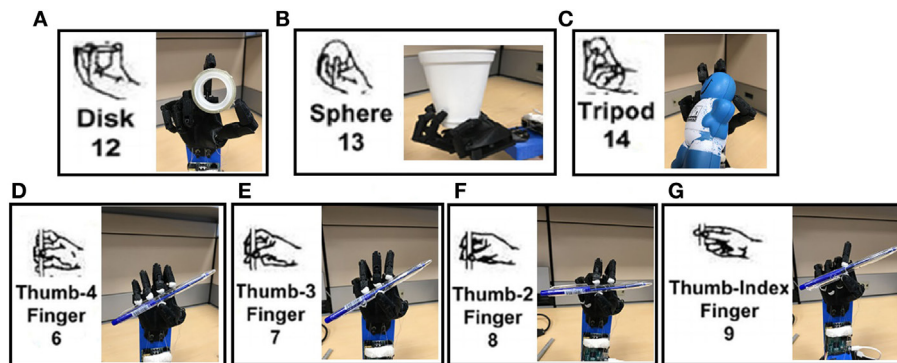 A
Disk
12
B
Sphere
13
C
Tripod
14
D
Thumb-4
Finger
6
E
Thumb-3
Finger
7
F
Thumb-2
Finger
8
G
Thumb-Index
Finger
9